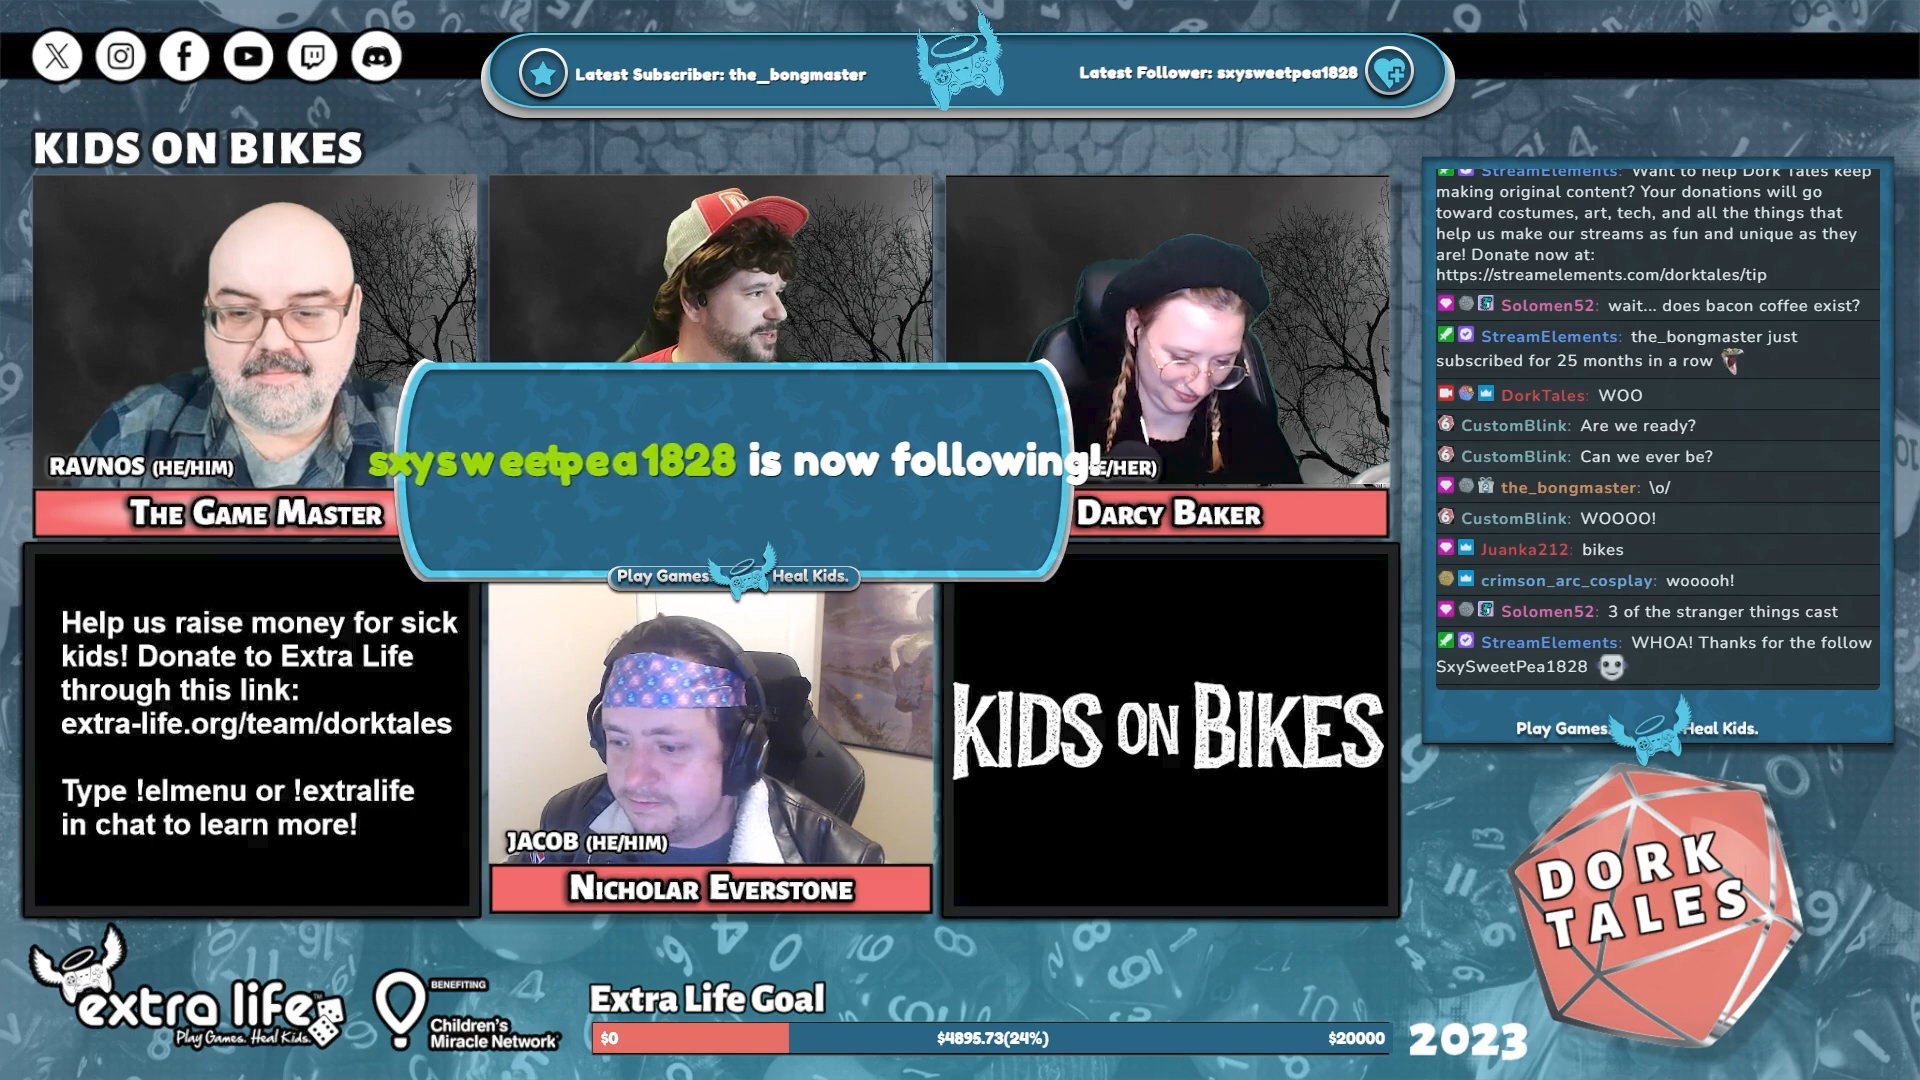 Latest Subscriber: the_bongmaster
Latest Follower: sxysweetpea1828
KIDS ON BIKES
RAVNOS (HE/HIM)
THE GAME MASTER
sxysweetpea1828 is now following!
Play Games. Heal Kids.
E/HER)
DARCY BAKER
Help us raise money for sick
kids! Donate to Extra Life
through this link:
extra-life.org/team/dorktales
Type !elmenu or !extralife
in chat to learn more!
JACOB (HE/HIM)
NICHOLAR EVERSTONE
KIDS ON BIKES
StreamElements: Want to help Dork Tales keep
making original content? Your donations will go
toward costumes, art, tech, and all the things that
help us make our streams as fun and unique as they
are! Donate now at:
https://streamelements.com/dorktales/tip
Solomen52: wait... does bacon coffee exist?
StreamElements: the_bongmaster just
subscribed for 25 months in a row
DorkTales: WOO
CustomBlink: Are we ready?
CustomBlink: Can we ever be?
the_bongmaster: \o/
CustomBlink: WOOOO!
Juanka212: bikes
crimson_arc_cosplay: wooooh!
Solomen52: 3 of the stranger things cast
StreamElements: WHOA! Thanks for the follow
SxySweetPea1828
Play Games. Heal Kids.
DORK
TALES
extra life
Play Games. Heal Kids.
BENEFITING
Children's
Miracle Network
Extra Life Goal
$0
$4895.73(24%)
$20000
2023